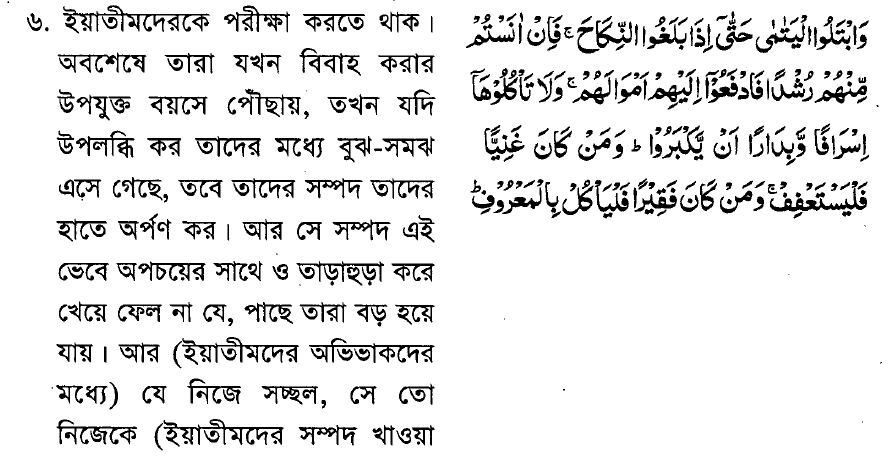 ৬. ইয়াতীমদেরকে পরীক্ষা করতে থাক।
অবশেষে তারা যখন বিবাহ করার
উপযুক্ত বয়সে পৌঁছায়, তখন যদি
উপলব্ধি কর তাদের মধ্যে বুঝ-সমঝ
এসে গেছে, তবে তাদের সম্পদ তাদের
হাতে অর্পণ কর। আর সে সম্পদ এই
ভেবে অপচয়ের সাথে ও তাড়াহুড়া করে
খেয়ে ফেল না যে, পাছে তারা বড় হয়ে
যায়। আর (ইয়াতীমদের অভিভাকদের
মধ্যে) যে নিজে সচ্ছল, সে তো
নিজেকে (ইয়াতীমদের সম্পদ খাওয়া
وَابْتَلُوا الْيَتٰمٰى حَتّٰۤى اِذَا بَلَغُوا النِّكَاحَ ۚ فَاِنْ اٰنَسْتُمْ
مِّنْهُمْ رُشْدًا فَادْفَعُوْۤا اِلَيْهِمْ اَمْوَالَهُمْ ۚ وَلَا تَاْكُلُوْهَاۤ
اِسْرَافًا وَّبِدَارًا اَنْ يَّكْبَرُوْا ؕ وَمَنْ كَانَ غَنِيًّا
فَلْيَسْتَعْفِفْ ۚ وَمَنْ كَانَ فَقِيْرًا فَلْيَاْكُلْ بِالْمَعْرُوْفِ ؕ